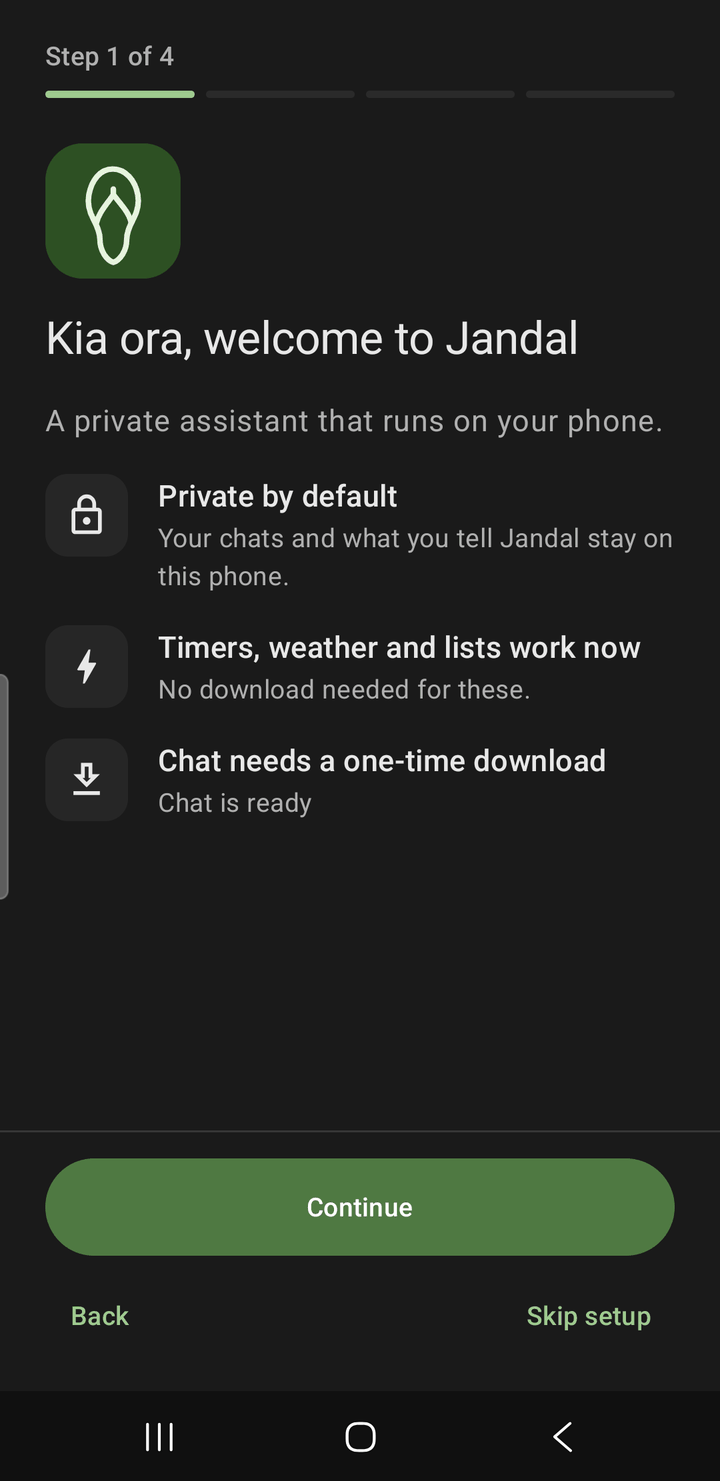 Step 1 of 4
Kia ora, welcome to Jandal
A private assistant that runs on your phone.
Private by default
Your chats and what you tell Jandal stay on
this phone.
Timers, weather and lists work now
No download needed for these.
Chat needs a one-time download
Chat is ready
Continue
Back
Skip setup